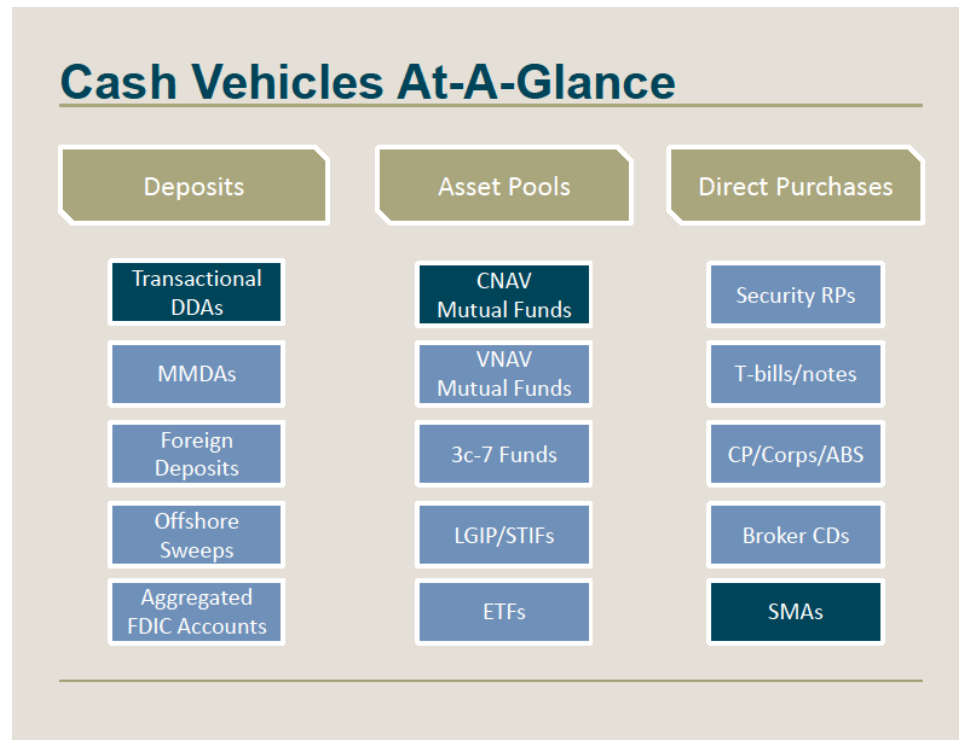 Cash Vehicles At-A-Glance
Deposits
Asset Pools
Direct Purchases
Transactional
DDAs
CNAV
Mutual Funds
Security RPs
MMDAs
VNAV
Mutual Funds
T-bills/notes
Foreign
Deposits
3c-7 Funds
CP/Corps/ABS
Offshore
Sweeps
LGIP/STIFs
Broker CDs
Aggregated
FDIC Accounts
ETFs
SMAs